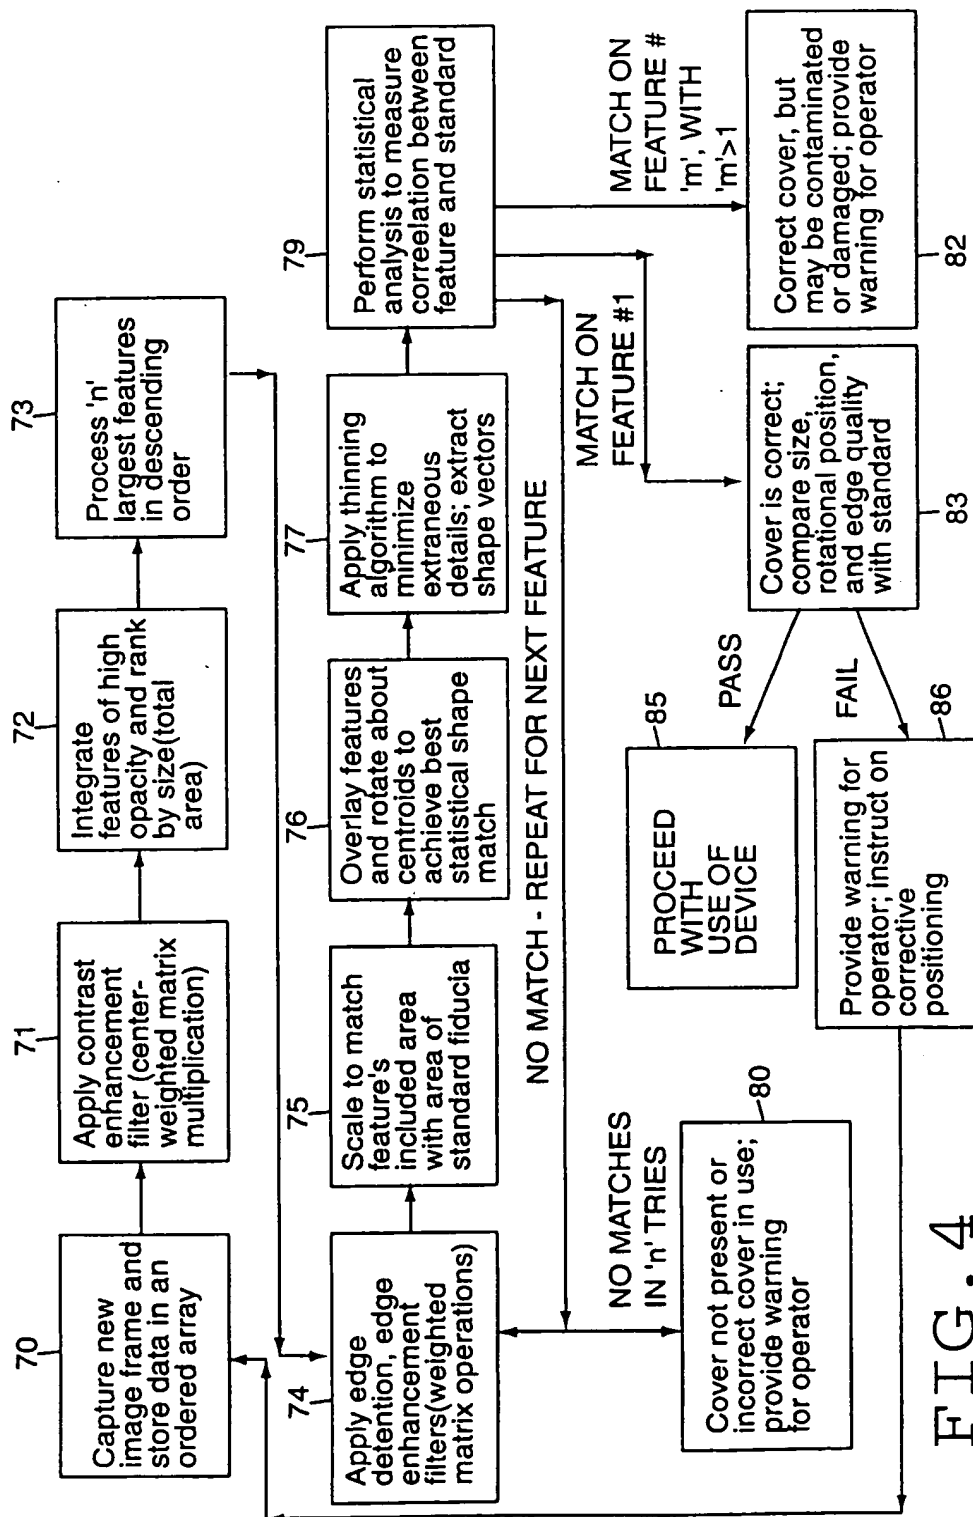 70
Capture new
image frame and
store data in an
ordered array
71
Apply contrast
enhancement
filter (center-
weighted matrix
multiplication)
72
Integrate
features of high
opacity and rank
by size(total
area)
73
Process 'n'
largest features
in descending
order
74
Apply edge
detention, edge
enhancement
filters(weighted
matrix operations)
75
Scale to match
feature's
included area
with area of
standard fiducia
76
Overlay features
and rotate about
centroids to
achieve best
statistical shape
match
77
Apply thinning
algorithm to
minimize
extraneous
details; extract
shape vectors
79
Perform statistical
analysis to measure
correelation between
feature and standard
NO MATCH - REPEAT FOR NEXT FEATURE
MATCH ON
FEATURE #1
MATCH ON
FEATURE #
'm', WITH
'm'>1
NO MATCHES
IN 'n' TRIES
80
Cover not present or
incorrect cover in use;
provide warning
for operator
85
PROCEED
WITH
USE OF
DEVICE
PASS
FAIL
83
Cover is correct;
compare size,
rotational position,
and edge quality
with standard
82
Correct cover, but
may be contaminated
or damaged; provide
warning for operator
86
Provide warning for
operator; instruct on
corrective
positioning
FIG. 4